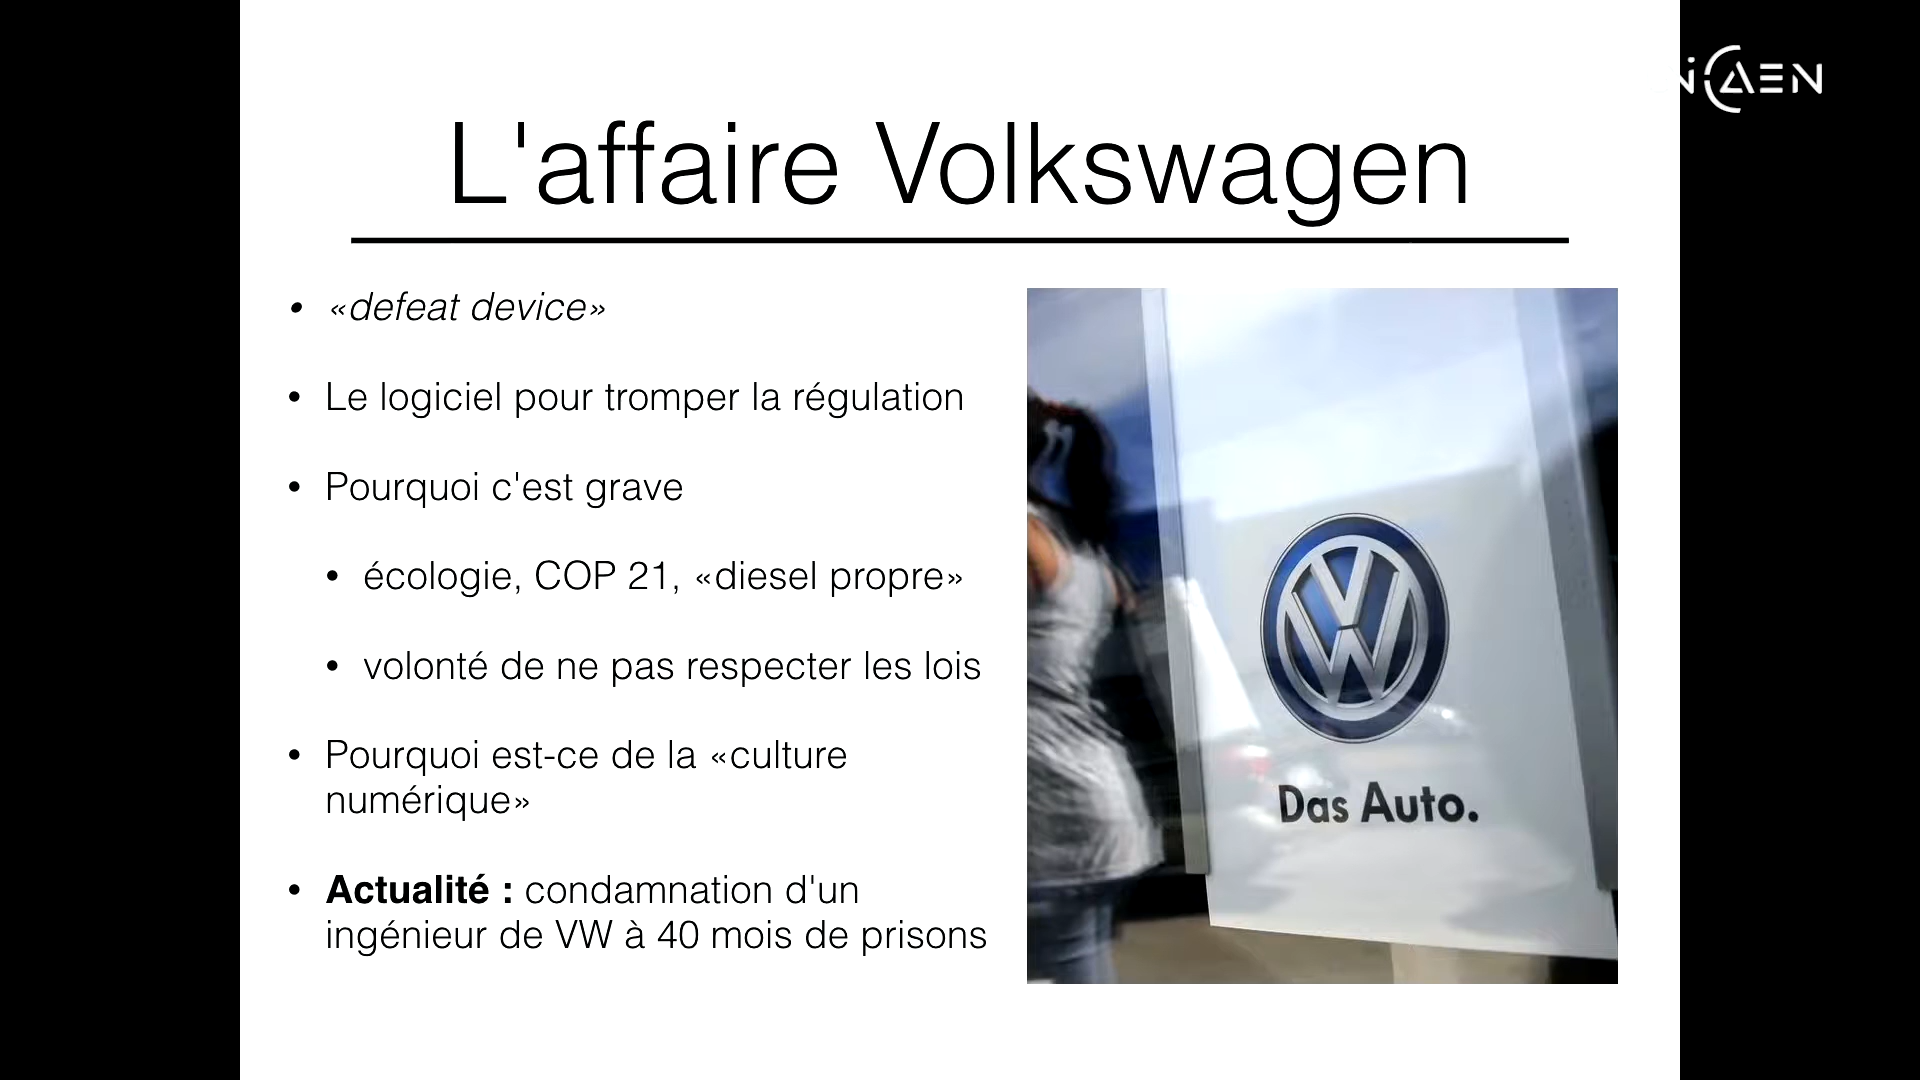 NCAEN
L'affaire Volkswagen
• «defeat device»
• Le logiciel pour tromper la régulation
• Pourquoi c'est grave
• écologie, COP 21, «diesel propre»
• volonté de ne pas respecter les lois
• Pourquoi est-ce de la «culture
numérique»
• Actualité : condamnation d'un
ingénieur de VW à 40 mois de prisons
VW
Das Auto.